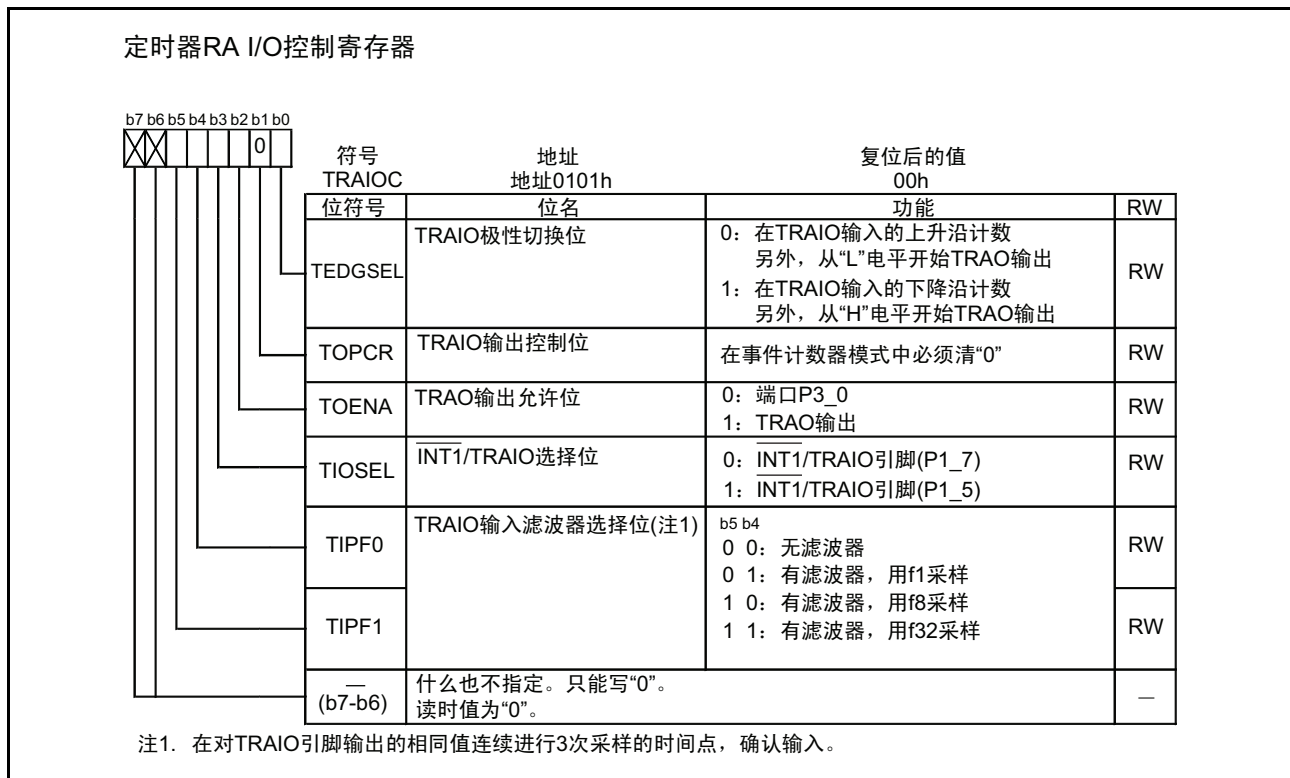 定时器RA I/O控制寄存器
b7 b6 b5 b4 b3 b2 b1 b0
0
符号 地址 复位后的值
TRAIOC 地址0101h 00h
位符号 位名 功能 RW
TEDGSEL TRAIO极性切换位 0：在TRAIO输入的上升沿计数
另外，从“L”电平开始TRAO输出
1：在TRAIO输入的下降沿计数
另外，从“H”电平开始TRAO输出
RW
TOPCR TRAIO输出控制位 在事件计数器模式中必须清“0” RW
TOENA TRAO输出允许位 0：端口P3_0
1：TRAO输出
RW
TIOSEL INT1/TRAIO选择位 0：INT1/TRAIO引脚(P1_7)
1：INT1/TRAIO引脚(P1_5)
RW
TIPF0 TRAIO输入滤波器选择位(注1) b5 b4
0 0：无滤波器
0 1：有滤波器，用f1采样
RW
TIPF1 1 0：有滤波器，用f8采样
1 1：有滤波器，用f32采样
RW
—
(b7-b6) 什么也不指定。只能写“0”。
读时值为“0”。
—
注1. 在对TRAIO引脚输出的相同值连续进行3次采样的时间点，确认输入。